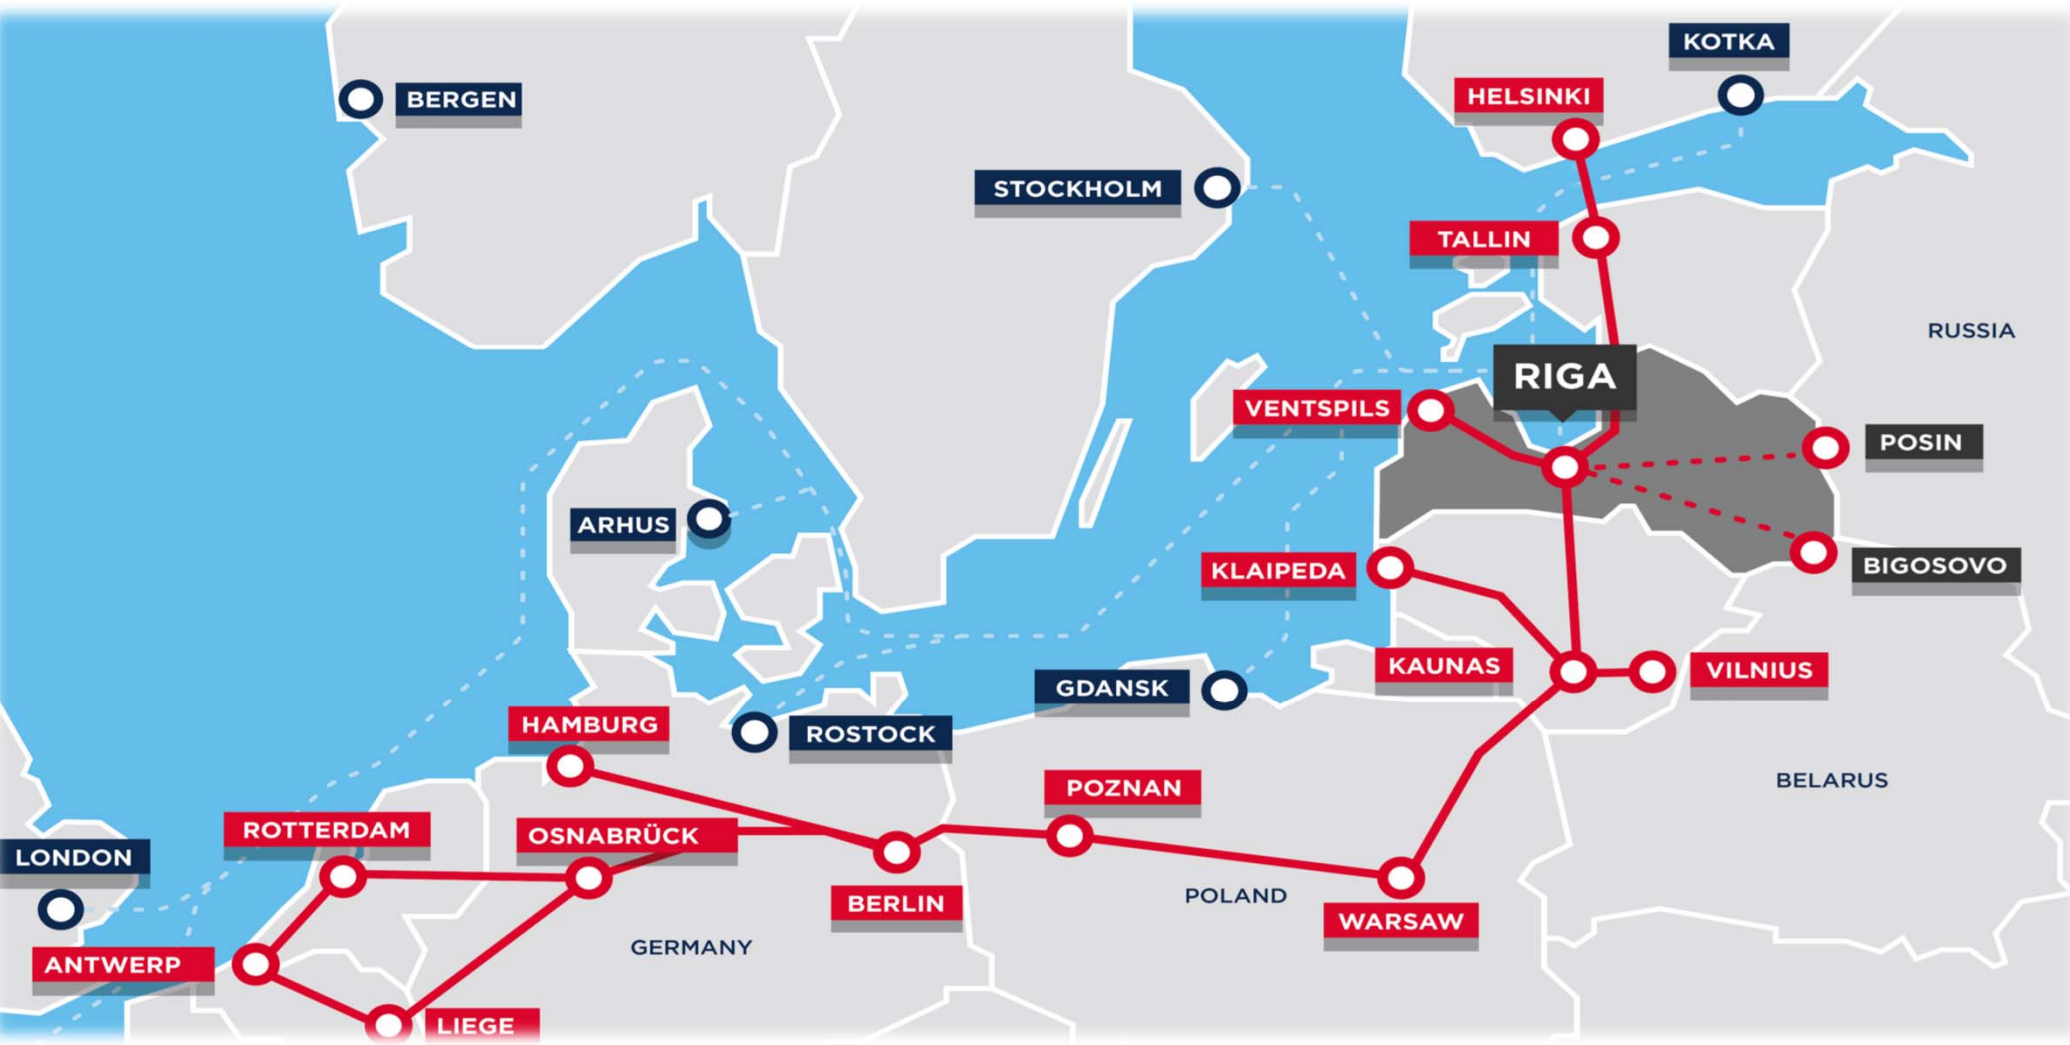 KOTKA
HELSINKI
BERGEN
STOCKHOLM
TALLIN
RUSSIA
RIGA
VENTSPILS
POSIN
ARHUS
BIGOSOVO
KLAIPEDA
KAUNAS
VILNIUS
GDANSK
HAMBURG
ROSTOCK
BELARUS
POZNAN
ROTTERDAM
OSNABRÜCK
LONDON
POLAND
BERLIN
WARSAW
GERMANY
ANTWERP
LIEGE